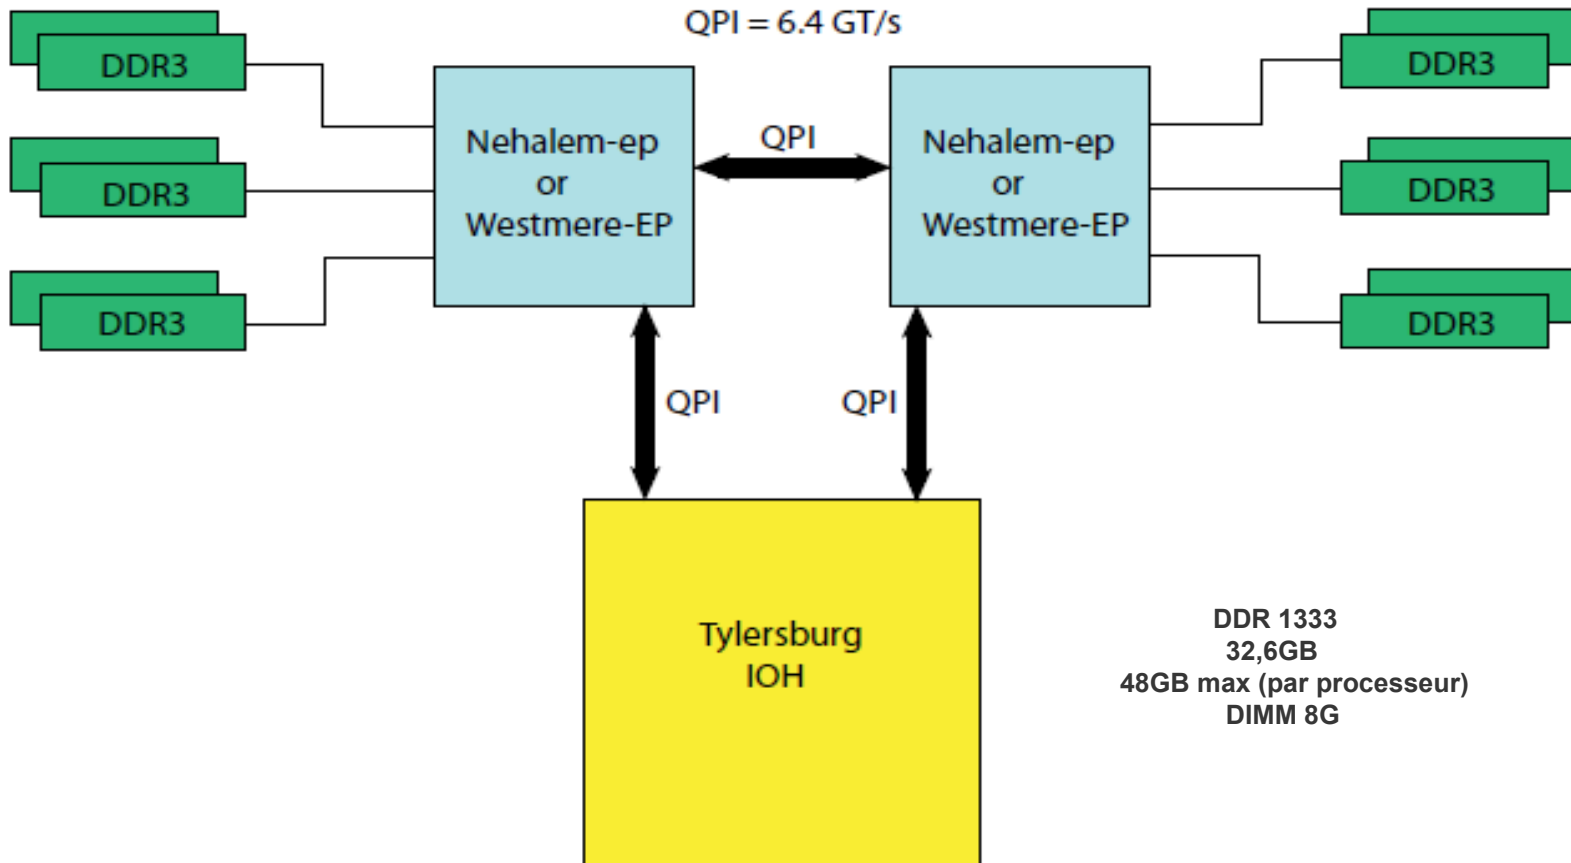 QPI = 6.4 GT/s
DDR3
DDR3
DDR3
Nehalem-ep
or
Westmere-EP
QPI
Nehalem-ep
or
Westmere-EP
DDR3
DDR3
DDR3
QPI
QPI
Tylersburg
IOH
DDR 1333
32,6GB
48GB max (par processeur)
DIMM 8G